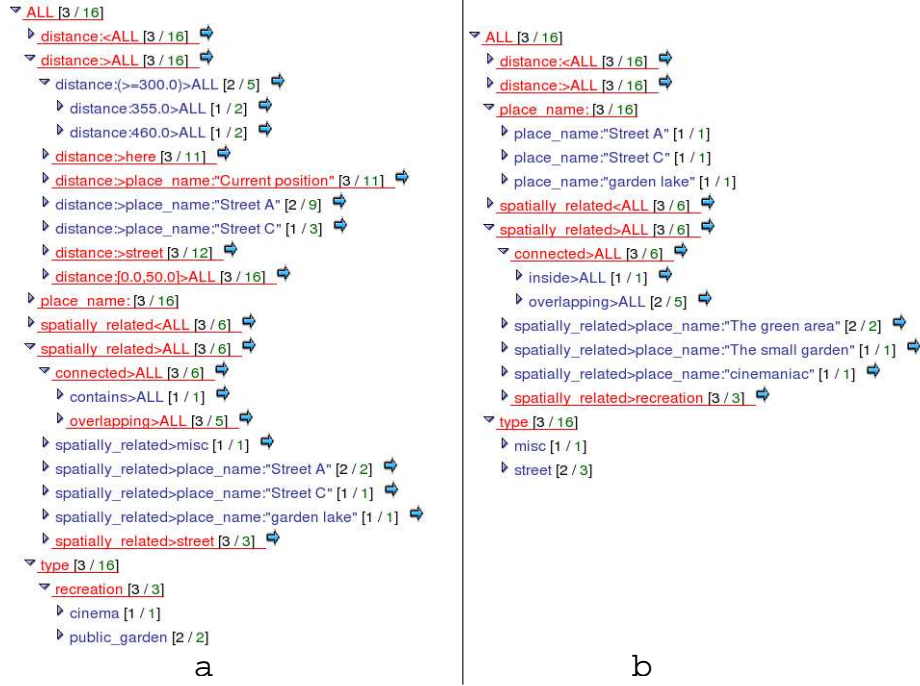 ALL [3 / 16]
distance:<ALL [3 / 16]
distance:>ALL [3 / 16]
distance:(>=300.0)>ALL [2 / 5]
distance:355.0>ALL [1 / 2]
distance:460.0>ALL [1 / 2]
distance:>here [3 / 11]
distance:>place_name:"Current position" [3 / 11]
distance:>place_name:"Street A" [2 / 9]
distance:>place_name:"Street C" [1 / 3]
distance:>street [3 / 12]
distance:[0.0,50.0]>ALL [3 / 16]
place_name: [3 / 16]
spatially_related<ALL [3 / 6]
spatially_related>ALL [3 / 6]
connected>ALL [3 / 6]
contains>ALL [1 / 1]
overlapping>ALL [3 / 5]
spatially_related>misc [1 / 1]
spatially_related>place_name:"Street A" [2 / 2]
spatially_related>place_name:"Street C" [1 / 1]
spatially_related>place_name:"garden lake" [1 / 1]
spatially_related>street [3 / 3]
type [3 / 16]
recreation [3 / 3]
cinema [1 / 1]
public_garden [2 / 2]
a
ALL [3 / 16]
distance:<ALL [3 / 16]
distance:>ALL [3 / 16]
place_name: [3 / 16]
place_name:"Street A" [1 / 1]
place_name:"Street C" [1 / 1]
place_name:"garden lake" [1 / 1]
spatially_related<ALL [3 / 6]
spatially_related>ALL [3 / 6]
connected>ALL [3 / 6]
inside>ALL [1 / 1]
overlapping>ALL [2 / 5]
spatially_related>place_name:"The green area" [2 / 2]
spatially_related>place_name:"The small garden" [1 / 1]
spatially_related>place_name:"cinemaniac" [1 / 1]
spatially_related>recreation [3 / 3]
type [3 / 16]
misc [1 / 1]
street [2 / 3]
b